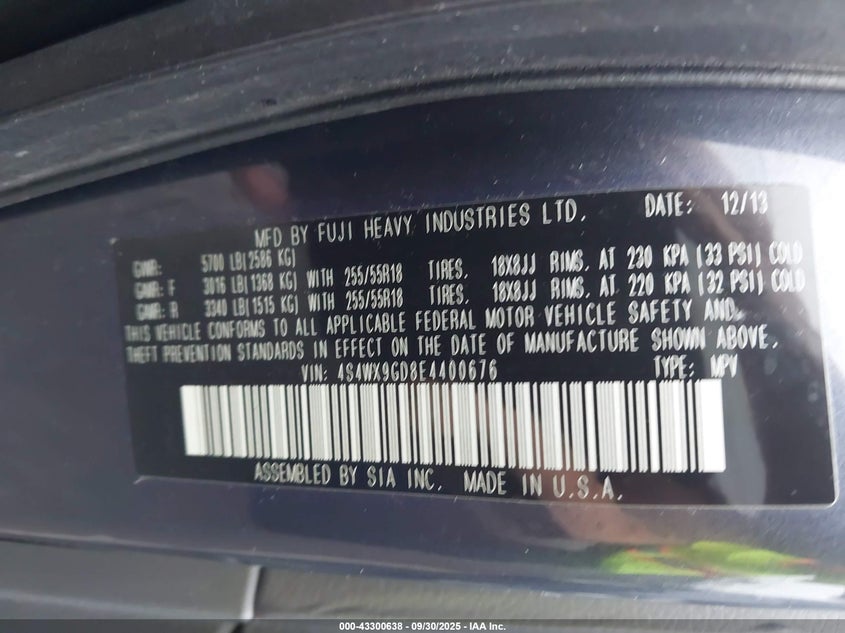 MFD BY FUJI HEAVY INDUSTRIES LTD. DATE: 12/13
GWR: 5700 LB(2586 KG)
GAWR: F 3016 LB(1368 KG) WITH 255/55R18 TIRES, 18X8JJ RIMS, AT 230 KPA (33 PSI) COLD
GAWR: R 3340 LB(1515 KG) WITH 255/55R18 TIRES, 18X8JJ RIMS, AT 220 KPA (32 PSI) COLD
THIS VEHICLE CONFORMS TO ALL APPLICABLE FEDERAL MOTOR VEHICLE SAFETY AND
THEFT PREVENTION STANDARDS IN EFFECT ON THE DATE OF MANUFACTURE SHOWN ABOVE.
VIN: 4S4WX9GD8E4400676 TYPE: MPV
ASSEMBLED BY SIA INC. MADE IN U.S.A.
000-43300638 - 09/30/2025 - IAA Inc.